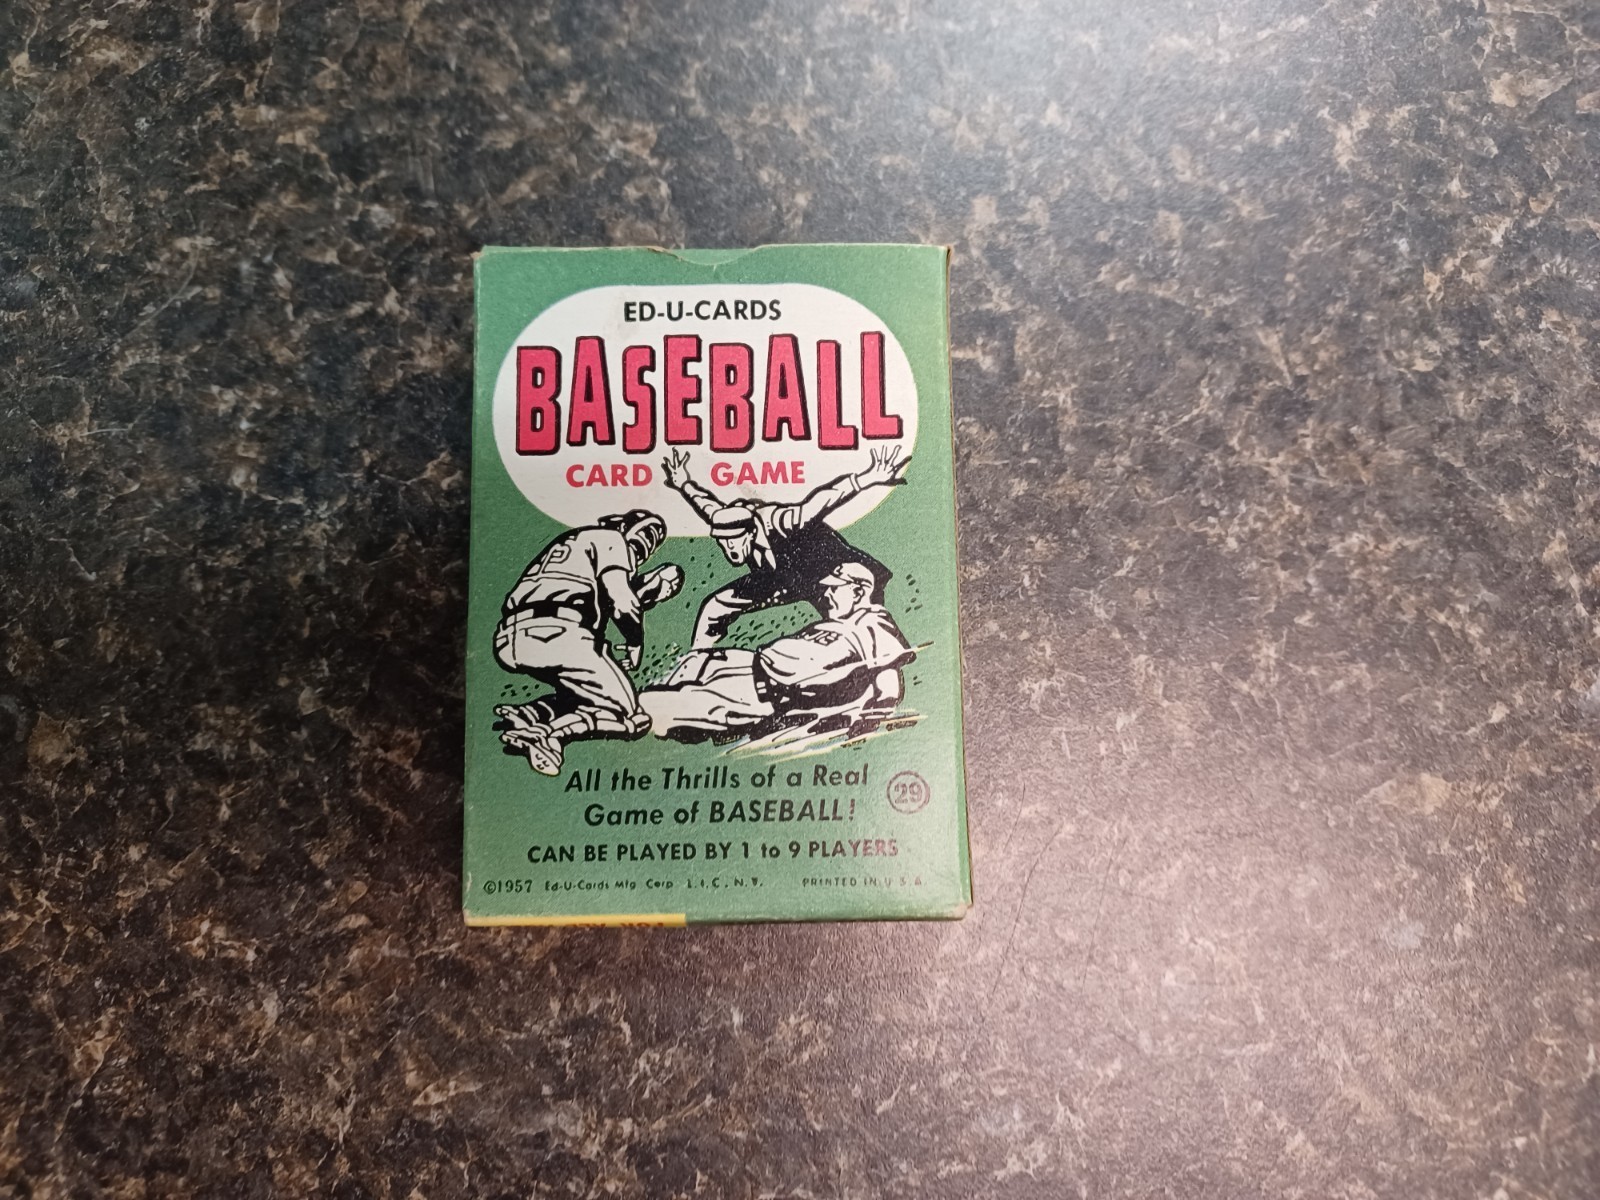 ED-U-CARDS
BASEBALL
CARD GAME
All the Thrills of a Real
Game of BASEBALL!
29
CAN BE PLAYED BY 1 to 9 PLAYERS
©1957 Ed-U-Cards Mfg. Corp. L.I.C., N.Y. PRINTED IN U.S.A.